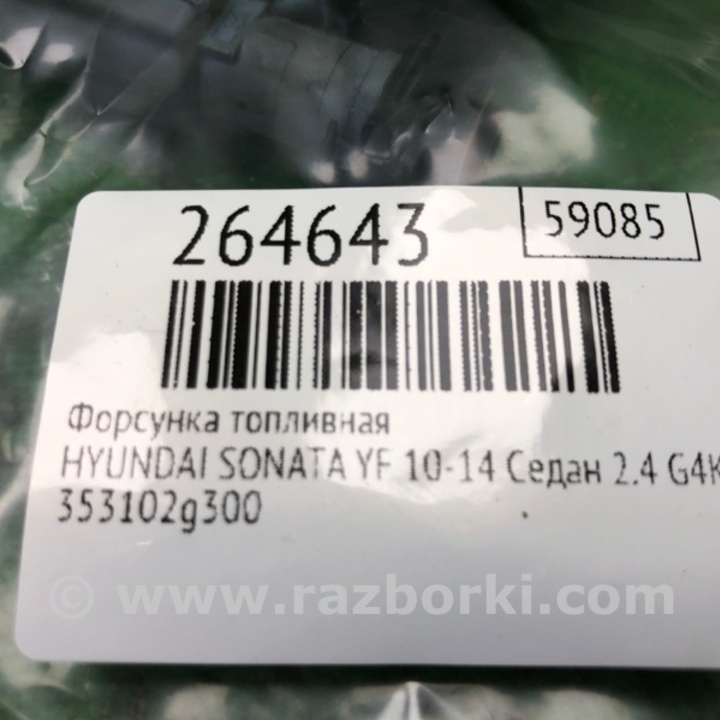 264643
59085
Форсунка топливная
HYUNDAI SONATA YF 10-14 Седан 2.4 G4K
353102g300
© www.razborki.com